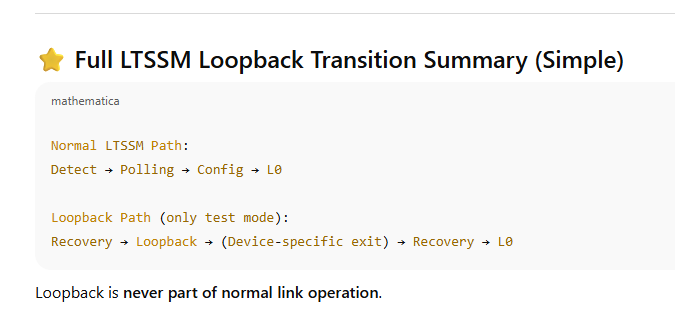 ⭐ Full LTSSM Loopback Transition Summary (Simple)
mathematica
Normal LTSSM Path:
Detect → Polling → Config → L0
Loopback Path (only test mode):
Recovery → Loopback → (Device-specific exit) → Recovery → L0
Loopback is never part of normal link operation.